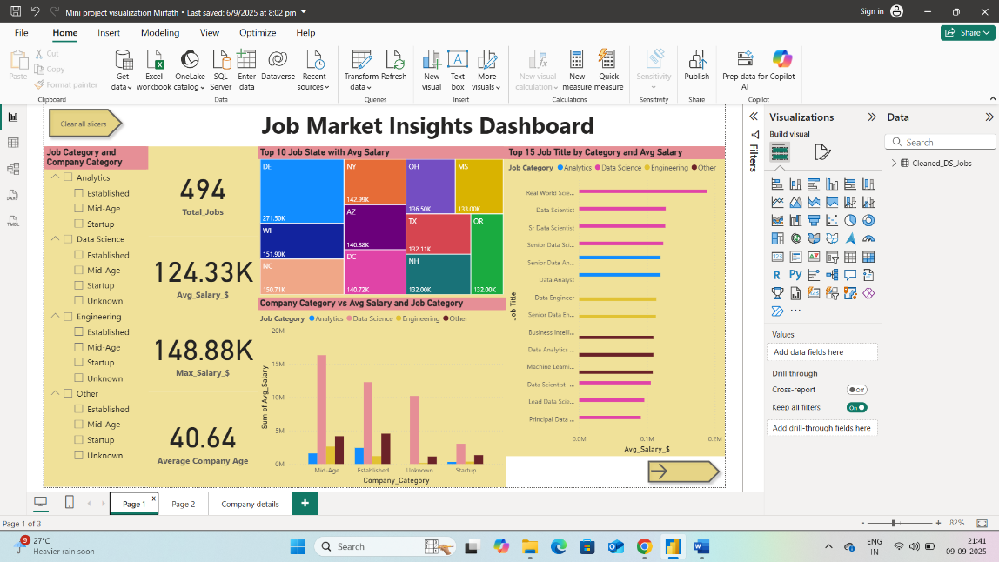 Mini project visualization Mirfath • Last saved: 6/9/2025 at 8:02 pm
Sign in
File Home Insert Modeling View Optimize Help
Share
Paste
Cut
Copy
Format painter
Clipboard
Get data
Excel workbook
OneLake catalog
SQL Server
Enter data
Dataverse
Recent sources
Data
Transform data
Refresh
Queries
New visual
Text box
More visuals
Insert
New visual calculation
New measure
Quick measure
Calculations
Sensitivity
Sensitivity
Publish
Share
Prep data for AI
Copilot
Copilot
Clear all slicers
Job Market Insights Dashboard
Job Category and
Company Category
Analytics
Established
Mid-Age
Startup
Data Science
Established
Mid-Age
Startup
Unknown
Engineering
Established
Mid-Age
Startup
Unknown
Other
Established
Mid-Age
Startup
Unknown
494
Total_Jobs
124.33K
Avg_Salary_$
148.88K
Max_Salary_$
40.64
Average Company Age
Top 10 Job State with Avg Salary
DE
271.50K
WI
151.90K
NC
150.71K
NY
142.99K
AZ
140.88K
DC
140.72K
OH
136.50K
MS
133.00K
TX
132.11K
NH
132.00K
OR
132.00K
Company Category vs Avg Salary and Job Category
Job Category Analytics Data Science Engineering Other
Sum of Avg_Salary
20M
15M
10M
5M
0M
Mid-Age Established Unknown Startup
Company_Category
Top 15 Job Title by Category and Avg Salary
Job Category Analytics Data Science Engineering Other
Job Title
Real World Scie...
Data Scientist
Sr Data Scientist
Senior Data Sci...
Senior Data An...
Data Analyst
Data Engineer
Senior Data En...
Business Intelli...
Data Analytics ...
Machine Learni...
Data Scientist -...
Lead Data Scie...
Principal Data ...
0.0M 0.1M 0.2M
Avg_Salary_$
Filters
Visualizations
Build visual
R Py
Values
Add data fields here
Drill through
Cross-report Off
Keep all filters On
Add drill-through fields here
Data
Search
Cleaned_DS_Jobs
Page 1 Page 2 Company details
Page 1 of 3
82%
9
27°C
Heavier rain soon
Search
ENG
IN
21:41
09-09-2025